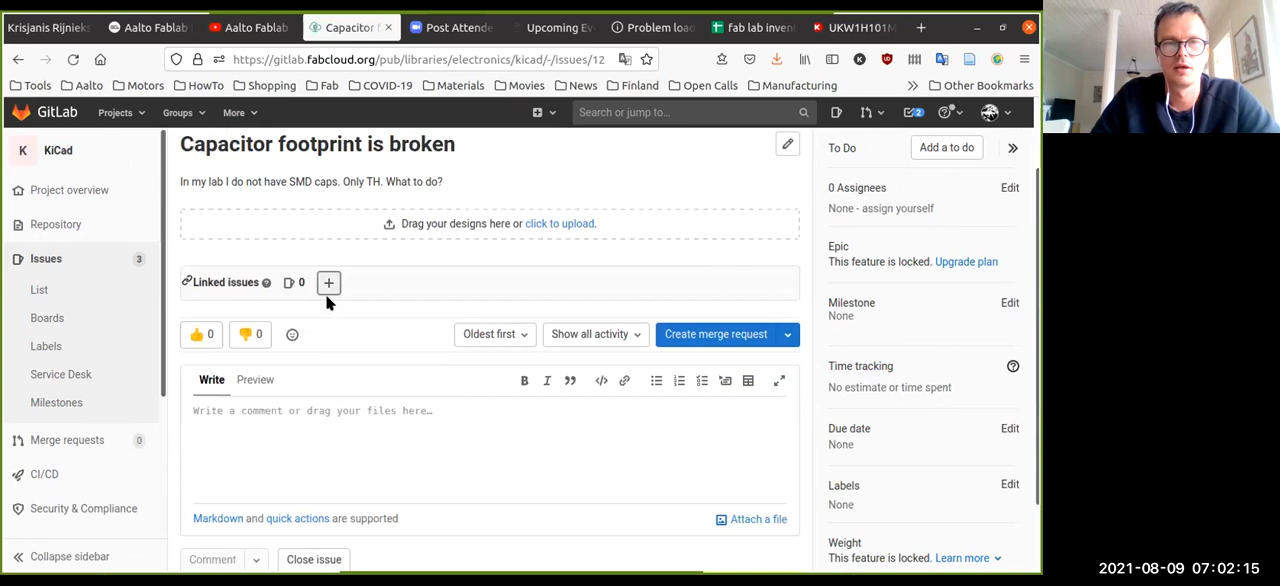 Krisjanis Rijnieks
Aalto Fablab
Aalto Fablab
Capacitor f
Post Attende
Upcoming Ev
Problem loa
fab lab inven
UKW1H101M
https://gitlab.fabcloud.org/pub/libraries/electronics/kicad/-/issues/12
Tools
Aalto
Motors
HowTo
Shopping
Fab
COVID-19
Materials
Movies
News
Finland
Open Calls
Manufacturing
Other Bookmarks
GitLab
Projects
Groups
More
Search or jump to...
2
K
KiCad
Project overview
Repository
Issues
3
List
Boards
Labels
Service Desk
Milestones
Merge requests
0
CI/CD
Security & Compliance
Collapse sidebar
Capacitor footprint is broken
In my lab I do not have SMD caps. Only TH. What to do?
Drag your designs here or click to upload.
Linked issues
0
0
0
Oldest first
Show all activity
Create merge request
Write
Preview
Write a comment or drag your files here…
Markdown and quick actions are supported
Attach a file
Comment
Close issue
To Do
Add a to do
0 Assignees
Edit
None - assign yourself
Epic
This feature is locked. Upgrade plan
Milestone
Edit
None
Time tracking
No estimate or time spent
Due date
Edit
None
Labels
Edit
None
Weight
This feature is locked. Learn more
2021-08-09 07:02:15